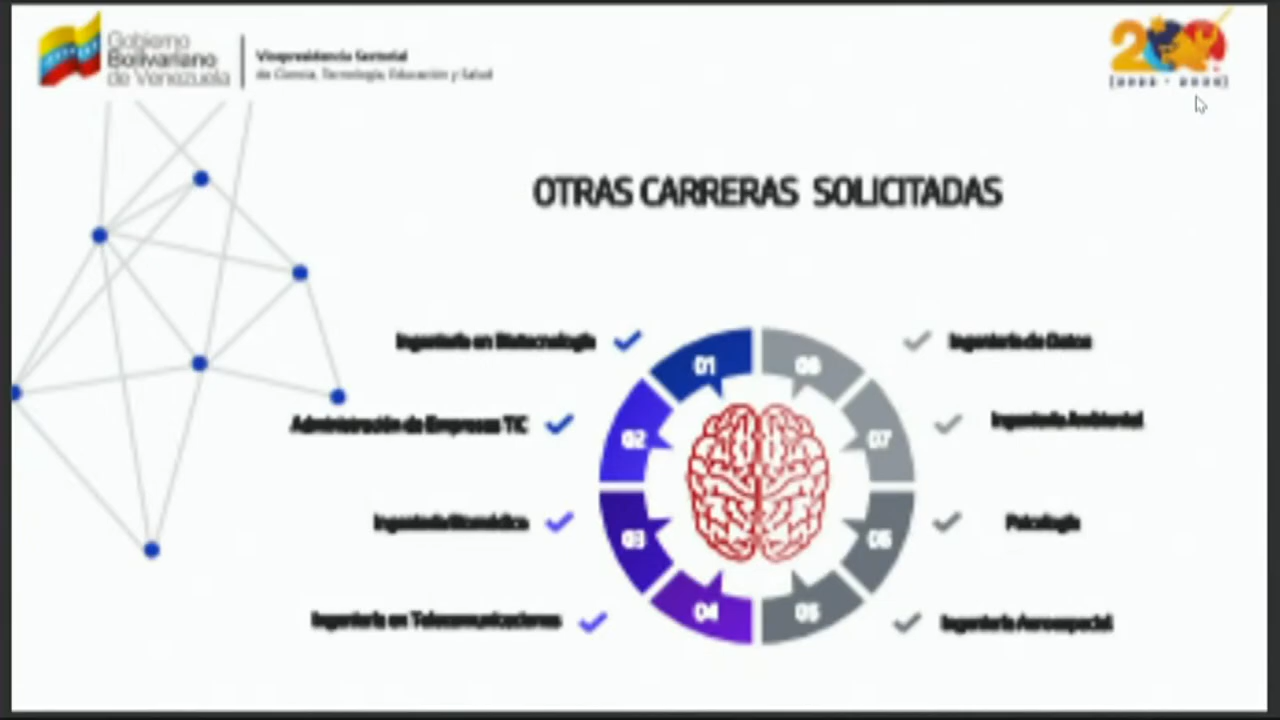 Gobierno
Bolivariano
de Venezuela
Vicepresidencia Sectorial
de Ciencia, Tecnología, Educación y Salud
200
OTRAS CARRERAS SOLICITADAS
Ingeniería en Biotecnología
01
08
Ingeniería de Datos
Administración de Empresas TIC
02
07
Ingeniería Ambiental
Ingeniería Biomédica
03
06
Psicología
Ingeniería en Telecomunicaciones
04
05
Ingeniería Aeroespacial